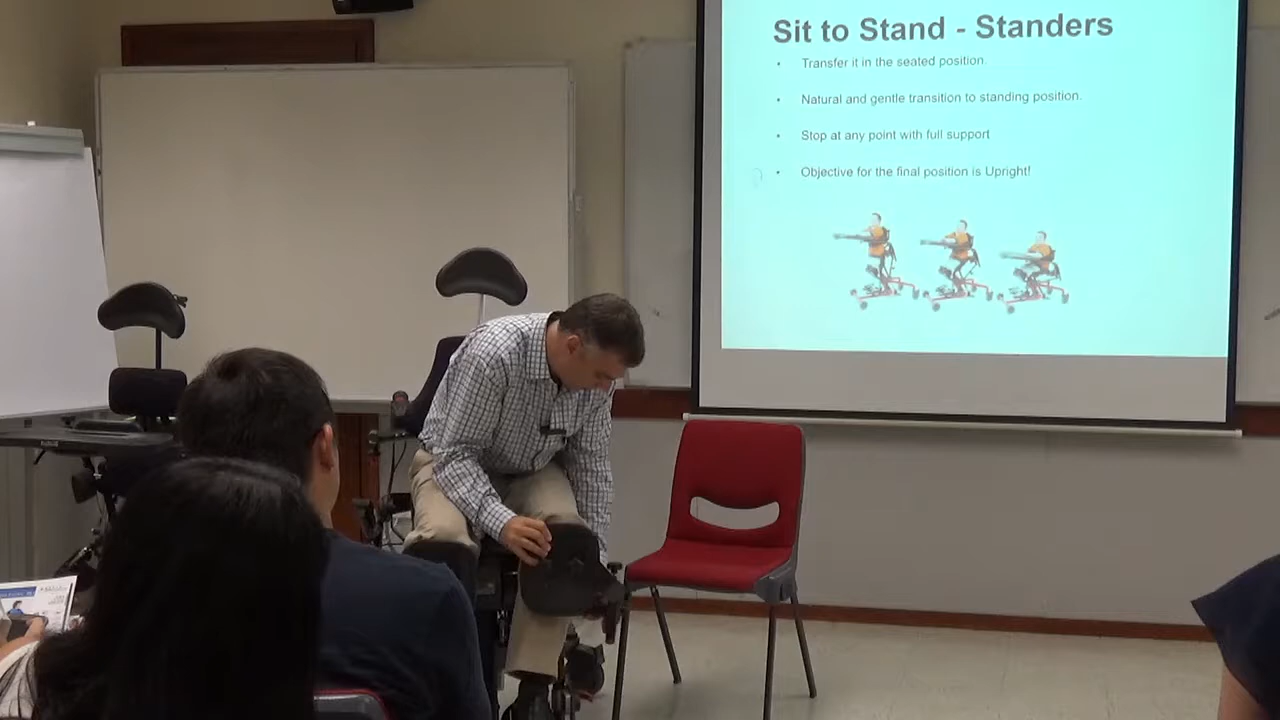 Sit to Stand - Standers
• Transfer it in the seated position.
• Natural and gentle transition to standing position.
• Stop at any point with full support
• Objective for the final position is Upright!